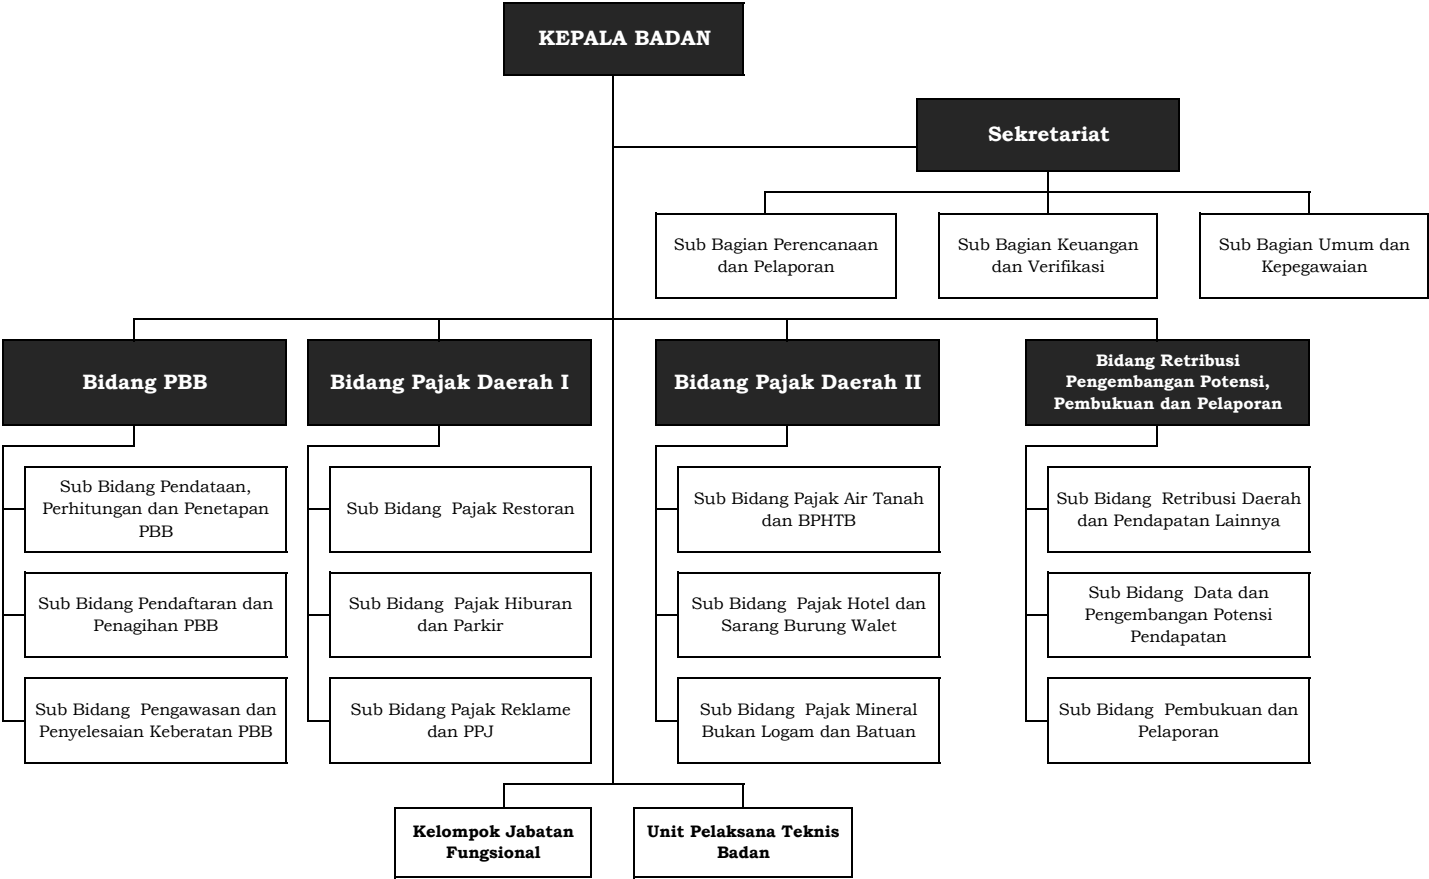 KEPALA BADAN
Sekretariat
Sub Bagian Perencanaan
dan Pelaporan
Sub Bagian Keuangan
dan Verifikasi
Sub Bagian Umum dan
Kepegawaian
Bidang PBB
Bidang Pajak Daerah I
Bidang Pajak Daerah II
Bidang Retribusi
Pengembangan Potensi,
Pembukuan dan Pelaporan
Sub Bidang Pendataan,
Perhitungan dan Penetapan
PBB
Sub Bidang Pendaftaran dan
Penagihan PBB
Sub Bidang Pengawasan dan
Penyelesaian Keberatan PBB
Sub Bidang Pajak Restoran
Sub Bidang Pajak Hiburan
dan Parkir
Sub Bidang Pajak Reklame
dan PPJ
Sub Bidang Pajak Air Tanah
dan BPHTB
Sub Bidang Pajak Hotel dan
Sarang Burung Walet
Sub Bidang Pajak Mineral
Bukan Logam dan Batuan
Sub Bidang Retribusi Daerah
dan Pendapatan Lainnya
Sub Bidang Data dan
Pengembangan Potensi
Pendapatan
Sub Bidang Pembukuan dan
Pelaporan
Kelompok Jabatan
Fungsional
Unit Pelaksana Teknis
Badan